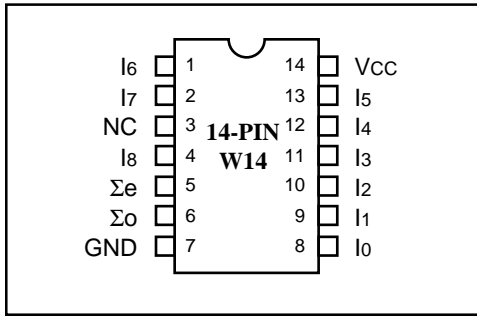 I6 1 14 VCC
I7 2 13 I5
NC 3 14-PIN 12 I4
I8 4 W14 11 I3
Σe 5 10 I2
Σo 6 9 I1
GND 7 8 I0